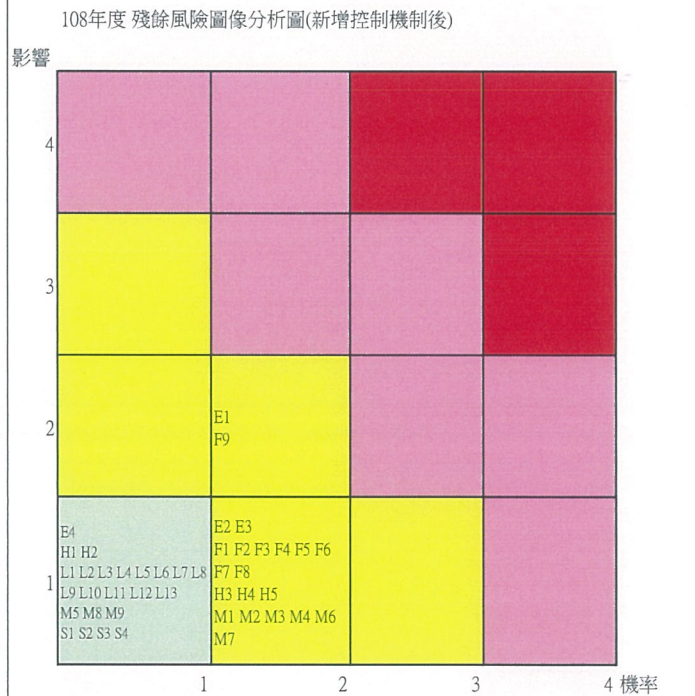 108年度 殘餘風險圖像分析圖(新增控制機制後)
影響
4
3
2
E1
F9
1
E4
H1 H2
L1 L2 L3 L4 L5 L6 L7 L8
L9 L10 L11 L12 L13
M5 M8 M9
S1 S2 S3 S4
E2 E3
F1 F2 F3 F4 F5 F6
F7 F8
H3 H4 H5
M1 M2 M3 M4 M6
M7
1 2 3 4 機率